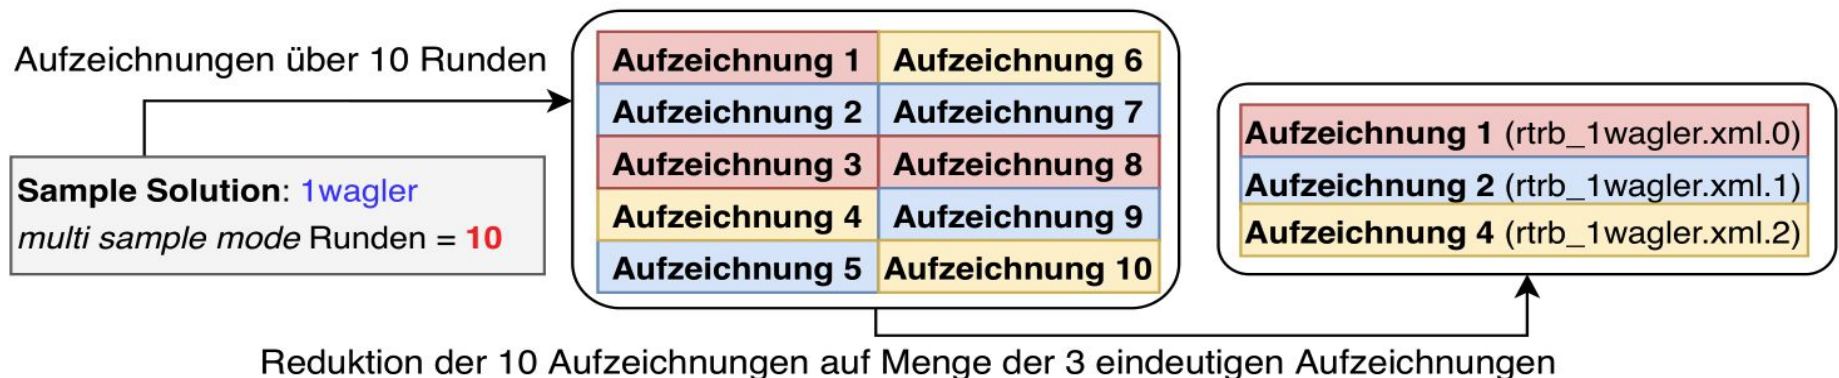 Aufzeichnungen über 10 Runden
Sample Solution: 1wagler
multi sample mode Runden = 10
Aufzeichnung 1
Aufzeichnung 6
Aufzeichnung 2
Aufzeichnung 7
Aufzeichnung 3
Aufzeichnung 8
Aufzeichnung 4
Aufzeichnung 9
Aufzeichnung 5
Aufzeichnung 10
Aufzeichnung 1 (rtrb_1wagler.xml.0)
Aufzeichnung 2 (rtrb_1wagler.xml.1)
Aufzeichnung 4 (rtrb_1wagler.xml.2)
Reduktion der 10 Aufzeichnungen auf Menge der 3 eindeutigen Aufzeichnungen